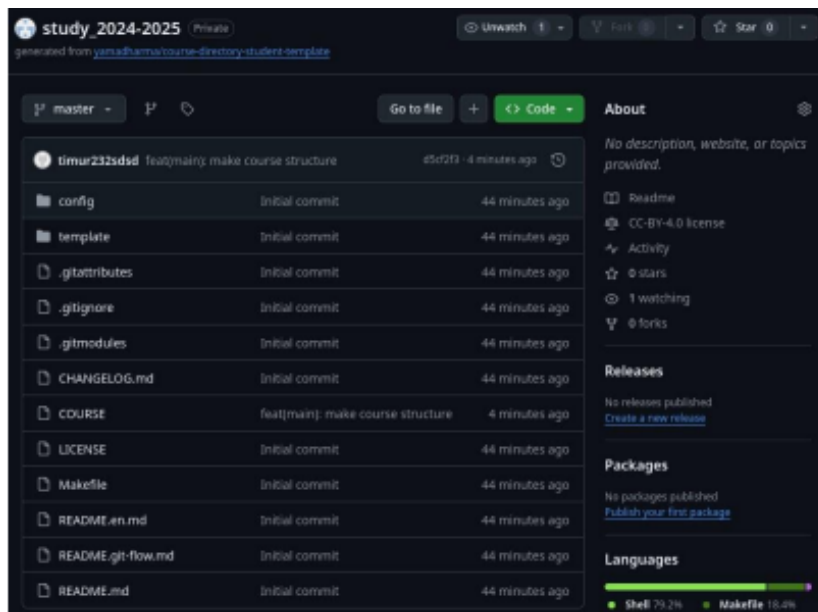 study_2024-2025 Private Unwatch 1 Fork 0 Star 0
generated from yamadharma/course-directory-student-template
master Go to file + <> Code
timur232sdsd feat(main): make course structure d5cf2f3 · 4 minutes ago
config Initial commit 44 minutes ago
template Initial commit 44 minutes ago
.gitattributes Initial commit 44 minutes ago
.gitignore Initial commit 44 minutes ago
.gitmodules Initial commit 44 minutes ago
CHANGELOG.md Initial commit 44 minutes ago
COURSE feat(main): make course structure 4 minutes ago
LICENSE Initial commit 44 minutes ago
Makefile Initial commit 44 minutes ago
README.en.md Initial commit 44 minutes ago
README.git-flow.md Initial commit 44 minutes ago
README.md Initial commit 44 minutes ago
About
No description, website, or topics
provided.
Readme
CC-BY-4.0 license
Activity
0 stars
1 watching
0 forks
Releases
No releases published
Create a new release
Packages
No packages published
Publish your first package
Languages
Shell 79.2% Makefile 18.4%